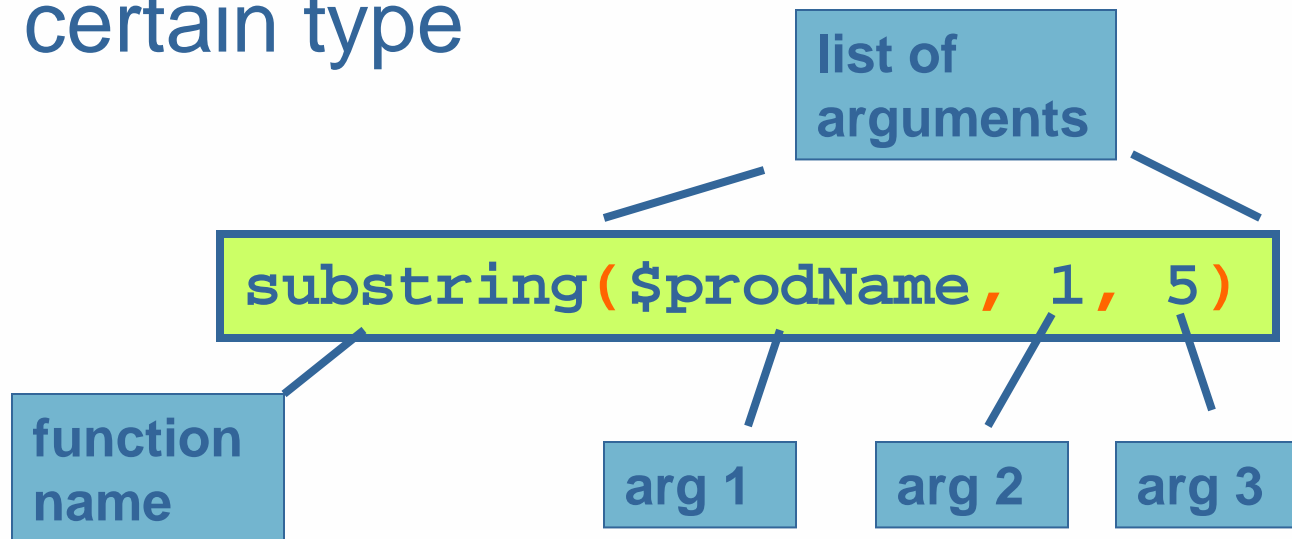 certain type
list of
arguments
substring($prodName, 1, 5)
function
name
arg 1
arg 2
arg 3